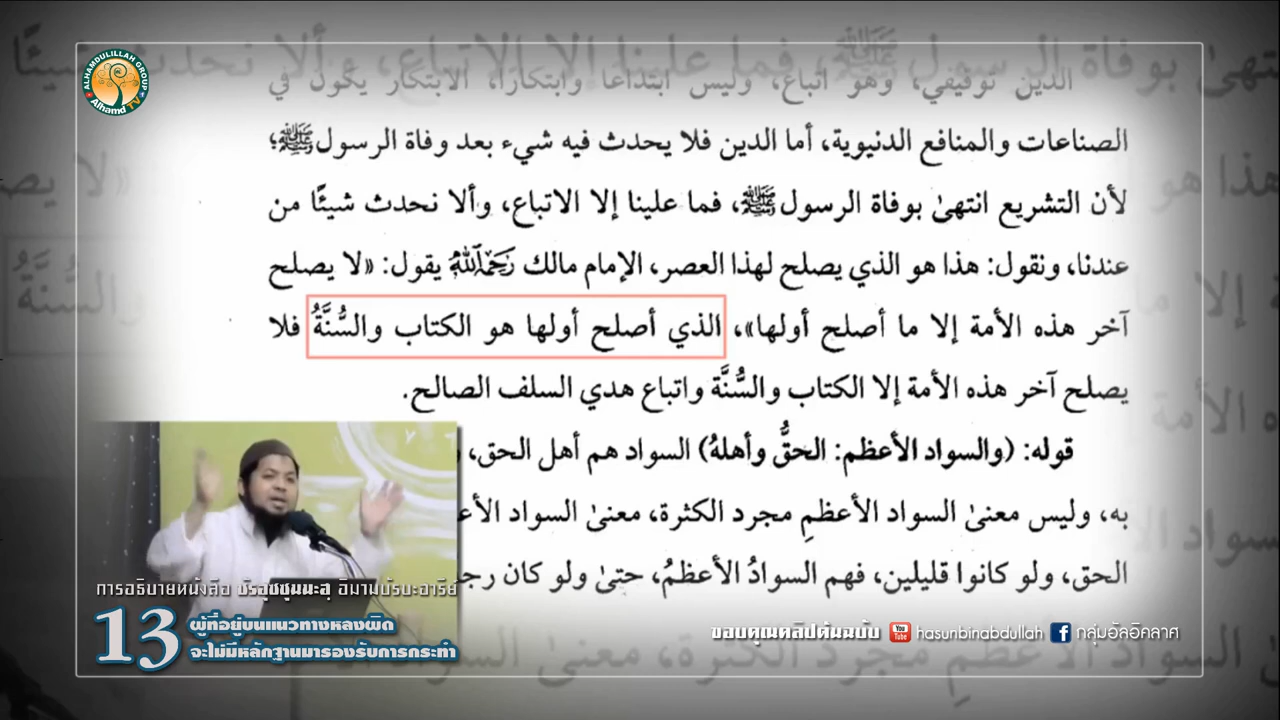 ALHAMDULILLAH GROUP
Alhamd TV
الدين توقيفي، وهو اتباع، وليس ابتداعا وابتكارا، الابتكار يكون في
الصناعات والمنافع الدنيوية، أما الدين فلا يحدث فيه شيء بعد وفاة الرسول ﷺ؛
لأن التشريع انتهىٰ بوفاة الرسول ﷺ، فما علينا إلا الاتباع، وألا نحدث شيئًا من
عندنا، ونقول: هذا هو الذي يصلح لهذا العصر، الإمام مالك رَحِمَهُ ٱللَّهُ يقول: «لا يصلح
آخر هذه الأمة إلا ما أصلح أولها»، الذي أصلح أولها هو الكتاب والسُّنَّةُ فلا
يصلح آخر هذه الأمة إلا الكتاب والسُّنَّة واتباع هدي السلف الصالح.
قوله: (والسواد الأعظم: الحقُّ وأهلهُ) السواد هم أهل الحق،
به، وليس معنىٰ السواد الأعظمِ مجرد الكثرة، معنىٰ السواد
الحق، ولو كانوا قليلين، فهم السوادُ الأعظمُ، حتىٰ ولو كان
การอธิบายหนังสือ ชัรฮุซซุนนะฮฺ อิมามบัรบะฮารีย์
13 ผู้ที่อยู่บนแนวทางหลงผิด
จะไม่มีหลักฐานมารองรับการกระทำ
ขอบคุณคลิปต้นฉบับ You Tube hasunbinabdullah f กลุ่มอัลอิคลาศ